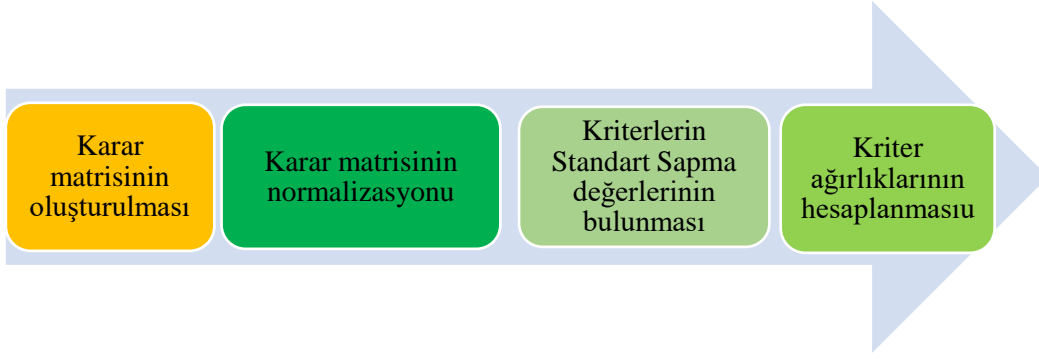 Karar
matrisinin
oluşturulması
Karar matrisinin
normalizasyonu
Kriterlerin
Standart Sapma
değerlerinin
bulunması
Kriter
ağırlıklarının
hesaplanmasıu